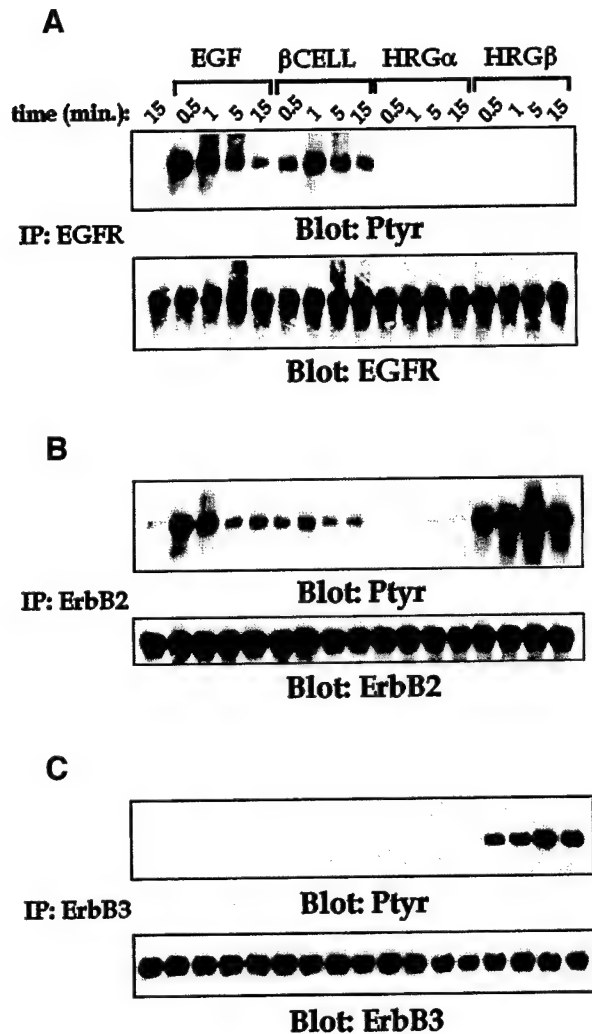 A
EGF βCELL HRGα HRGβ
time (min.): 15 0.5 1 5 15 0.5 1 5 15 0.5 1 5 15 0.5 1 5 15
Blot: Ptyr
IP: EGFR
Blot: EGFR
B
Blot: Ptyr
IP: ErbB2
Blot: ErbB2
C
Blot: Ptyr
IP: ErbB3
Blot: ErbB3